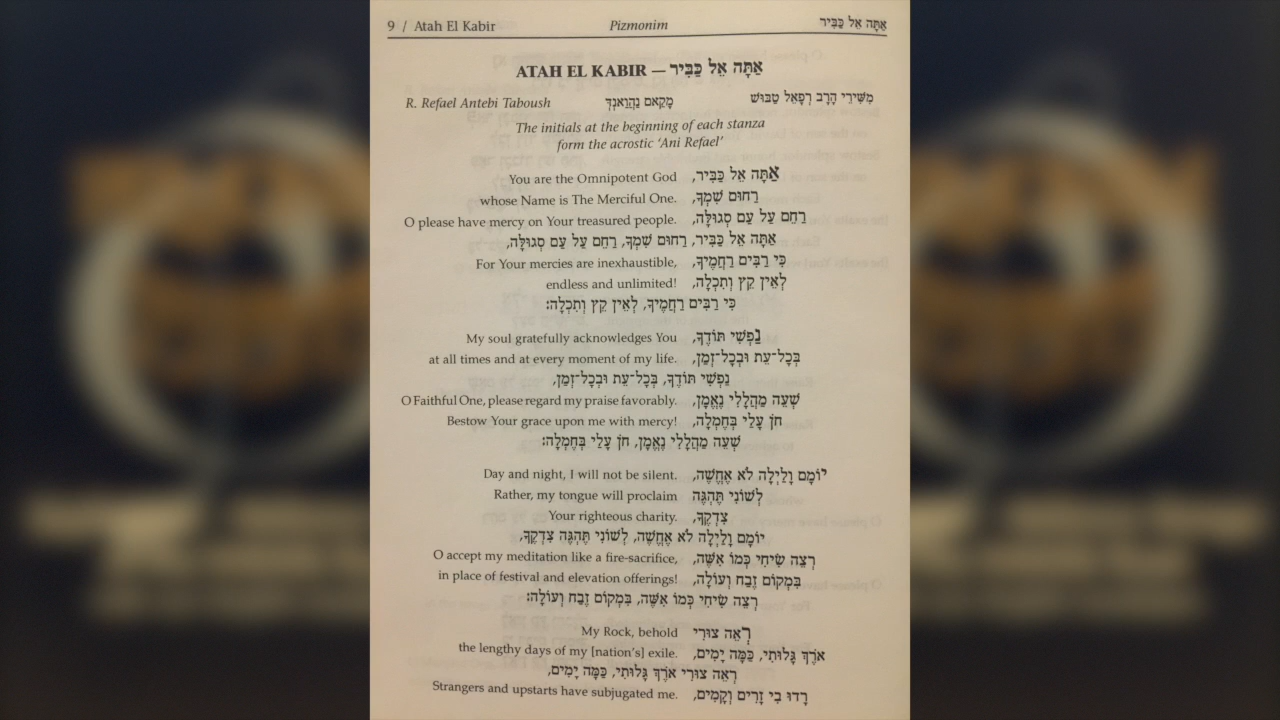 9 / Atah El Kabir Pizmonim אַתָּה אֵל כַּבִּיר
ATAH EL KABIR — אַתָּה אֵל כַּבִּיר
R. Refael Antebi Taboush מַקָאם נַהֲוַאנְדְ מִשִּׁירֵי הָרַב רְפָאֵל טַבּוּשׁ
The initials at the beginning of each stanza
form the acrostic ‘Ani Refael’
You are the Omnipotent God אַתָּה אֵל כַּבִּיר,
whose Name is The Merciful One. רַחוּם שִׁמְךָ,
O please have mercy on Your treasured people. רַחֵם עַל עַם סְגוּלָּה,
אַתָּה אֵל כַּבִּיר, רַחוּם שִׁמְךָ, רַחֵם עַל עַם סְגוּלָּה,
For Your mercies are inexhaustible, כִּי רַבִּים רַחֲמֶיךָ,
endless and unlimited! לְאֵין קֵץ וְתִכְלָה,
כִּי רַבִּים רַחֲמֶיךָ, לְאֵין קֵץ וְתִכְלָה:
My soul gratefully acknowledges You נַפְשִׁי תּוֹדֶךָּ,
at all times and at every moment of my life. בְּכָל־עֵת וּבְכָל־זְמַן,
נַפְשִׁי תּוֹדֶךָּ, בְּכָל־עֵת וּבְכָל־זְמַן,
O Faithful One, please regard my praise favorably. שְׁעֵה מַהֲלָלִי נֶאֱמָן,
Bestow Your grace upon me with mercy! חֹן עָלַי בְּחֶמְלָה,
שְׁעֵה מַהֲלָלִי נֶאֱמָן, חֹן עָלַי בְּחֶמְלָה:
Day and night, I will not be silent. יוֹמָם וָלַיְלָה לֹא אֶחֱשֶׁה,
Rather, my tongue will proclaim לְשׁוֹנִי תֶּהְגֶּה
Your righteous charity. צִדְקֶךָ,
יוֹמָם וָלַיְלָה לֹא אֶחֱשֶׁה, לְשׁוֹנִי תֶּהְגֶּה צִדְקֶךָ,
O accept my meditation like a fire-sacrifice, רְצֵה שִׂיחִי כְּמוֹ אִשֶּׁה,
in place of festival and elevation offerings! בִּמְקוֹם זֶבַח וְעוֹלָה,
רְצֵה שִׂיחִי כְּמוֹ אִשֶּׁה, בִּמְקוֹם זֶבַח וְעוֹלָה:
My Rock, behold רְאֵה צוּרִי
the lengthy days of my [nation’s] exile. אֹרֶךְ גָּלוּתִי, כַּמָּה יָמִים,
רְאֵה צוּרִי אֹרֶךְ גָּלוּתִי, כַּמָּה יָמִים,
Strangers and upstarts have subjugated me. רָדוּ בִי זָרִים וְקָמִים,